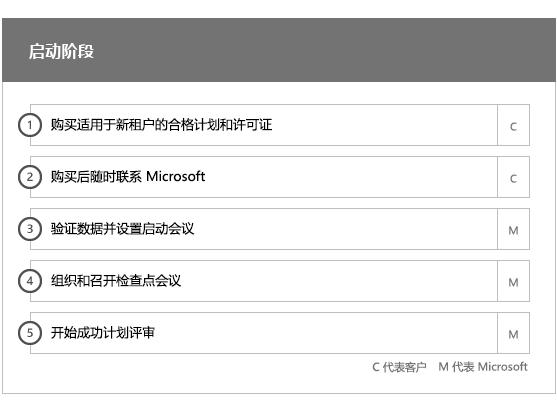 启动阶段
1 购买适用于新租户的合格计划和许可证 C
2 购买后随时联系 Microsoft C
3 验证数据并设置启动会议 M
4 组织和召开检查点会议 M
5 开始成功计划评审 M
C 代表客户 M 代表 Microsoft